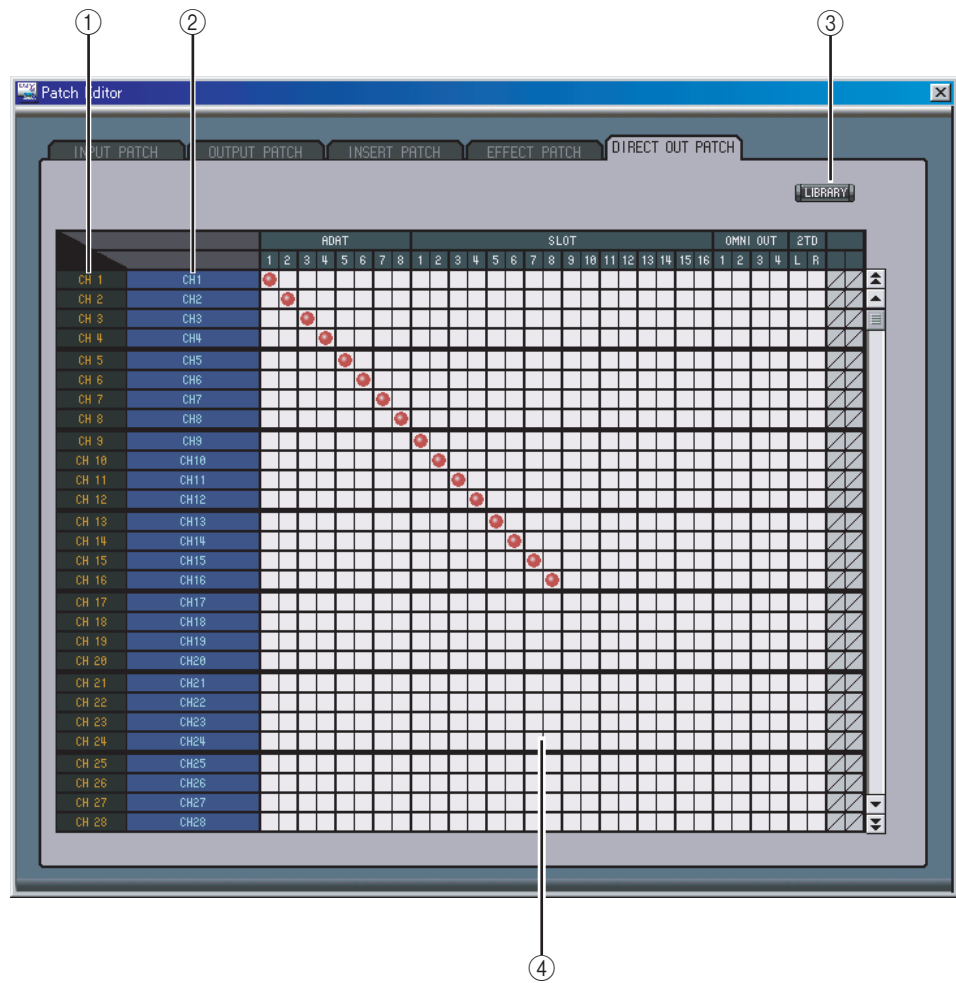 ① ② ③
Patch Editor
INPUT PATCH OUTPUT PATCH INSERT PATCH EFFECT PATCH DIRECT OUT PATCH
LIBRARY
ADAT SLOT OMNI OUT 2TD
1 2 3 4 5 6 7 8 1 2 3 4 5 6 7 8 9 10 11 12 13 14 15 16 1 2 3 4 L R
CH 1 CH1
CH 2 CH2
CH 3 CH3
CH 4 CH4
CH 5 CH5
CH 6 CH6
CH 7 CH7
CH 8 CH8
CH 9 CH9
CH 10 CH10
CH 11 CH11
CH 12 CH12
CH 13 CH13
CH 14 CH14
CH 15 CH15
CH 16 CH16
CH 17 CH17
CH 18 CH18
CH 19 CH19
CH 20 CH20
CH 21 CH21
CH 22 CH22
CH 23 CH23
CH 24 CH24
CH 25 CH25
CH 26 CH26
CH 27 CH27
CH 28 CH28
④